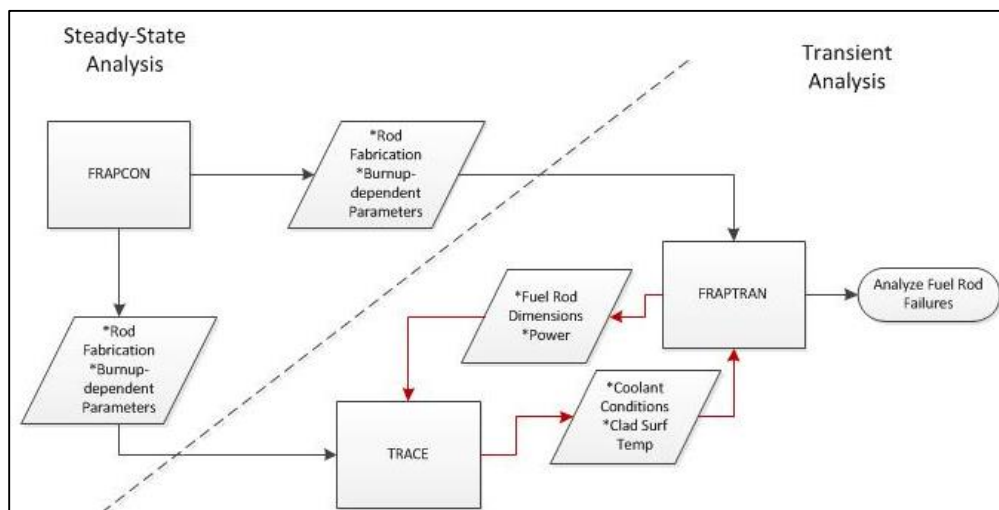 Steady-State
Analysis
Transient
Analysis
FRAPCON
*Rod
Fabrication
*Burnup-
dependent
Parameters
*Fuel Rod
Dimensions
*Power
FRAPTRAN
Analyze Fuel Rod
Failures
*Rod
Fabrication
*Burnup-
dependent
Parameters
TRACE
*Coolant
Conditions
*Clad Surf
Temp